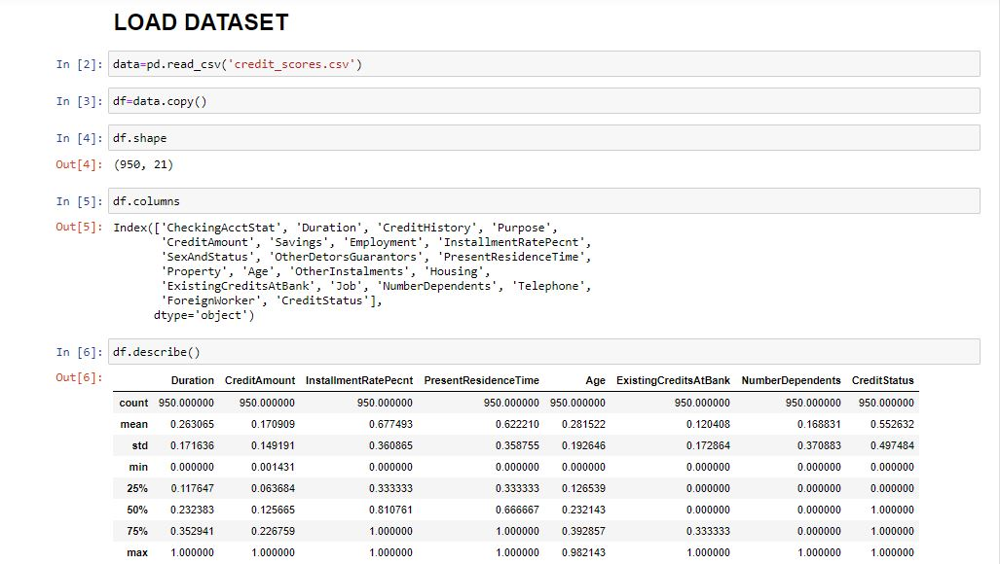 LOAD DATASET
In [2]: data=pd.read_csv('credit_scores.csv')
In [3]: df=data.copy()
In [4]: df.shape
Out[4]: (950, 21)
In [5]: df.columns
Out[5]: Index(['CheckingAcctStat', 'Duration', 'CreditHistory', 'Purpose',
'CreditAmount', 'Savings', 'Employment', 'InstallmentRatePecnt',
'SexAndStatus', 'OtherDetorsGuarantors', 'PresentResidenceTime',
'Property', 'Age', 'OtherInstalments', 'Housing',
'ExistingCreditsAtBank', 'Job', 'NumberDependents', 'Telephone',
'ForeignWorker', 'CreditStatus'],
dtype='object')
In [6]: df.describe()
Out[6]:
Duration CreditAmount InstallmentRatePecnt PresentResidenceTime Age ExistingCreditsAtBank NumberDependents CreditStatus
count 950.000000 950.000000 950.000000 950.000000 950.000000 950.000000 950.000000 950.000000
mean 0.263065 0.170909 0.677493 0.622210 0.281522 0.120408 0.168831 0.552632
std 0.171636 0.149191 0.360865 0.358755 0.192646 0.172864 0.370883 0.497484
min 0.000000 0.001431 0.000000 0.000000 0.000000 0.000000 0.000000 0.000000
25% 0.117647 0.063684 0.333333 0.333333 0.126539 0.000000 0.000000 0.000000
50% 0.232383 0.125665 0.810761 0.666667 0.232143 0.000000 0.000000 1.000000
75% 0.352941 0.226759 1.000000 1.000000 0.392857 0.333333 0.000000 1.000000
max 1.000000 1.000000 1.000000 1.000000 0.982143 1.000000 1.000000 1.000000